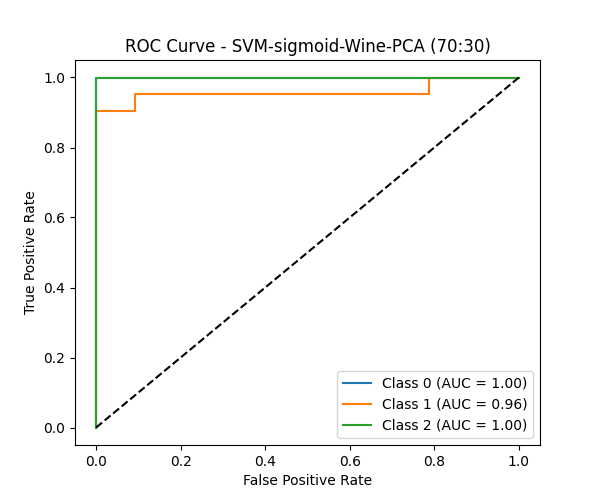 ROC Curve - SVM-sigmoid-Wine-PCA (70:30)
True Positive Rate
1.0
0.8
0.6
0.4
0.2
0.0
Class 0 (AUC = 1.00)
Class 1 (AUC = 0.96)
Class 2 (AUC = 1.00)
0.0 0.2 0.4 0.6 0.8 1.0
False Positive Rate